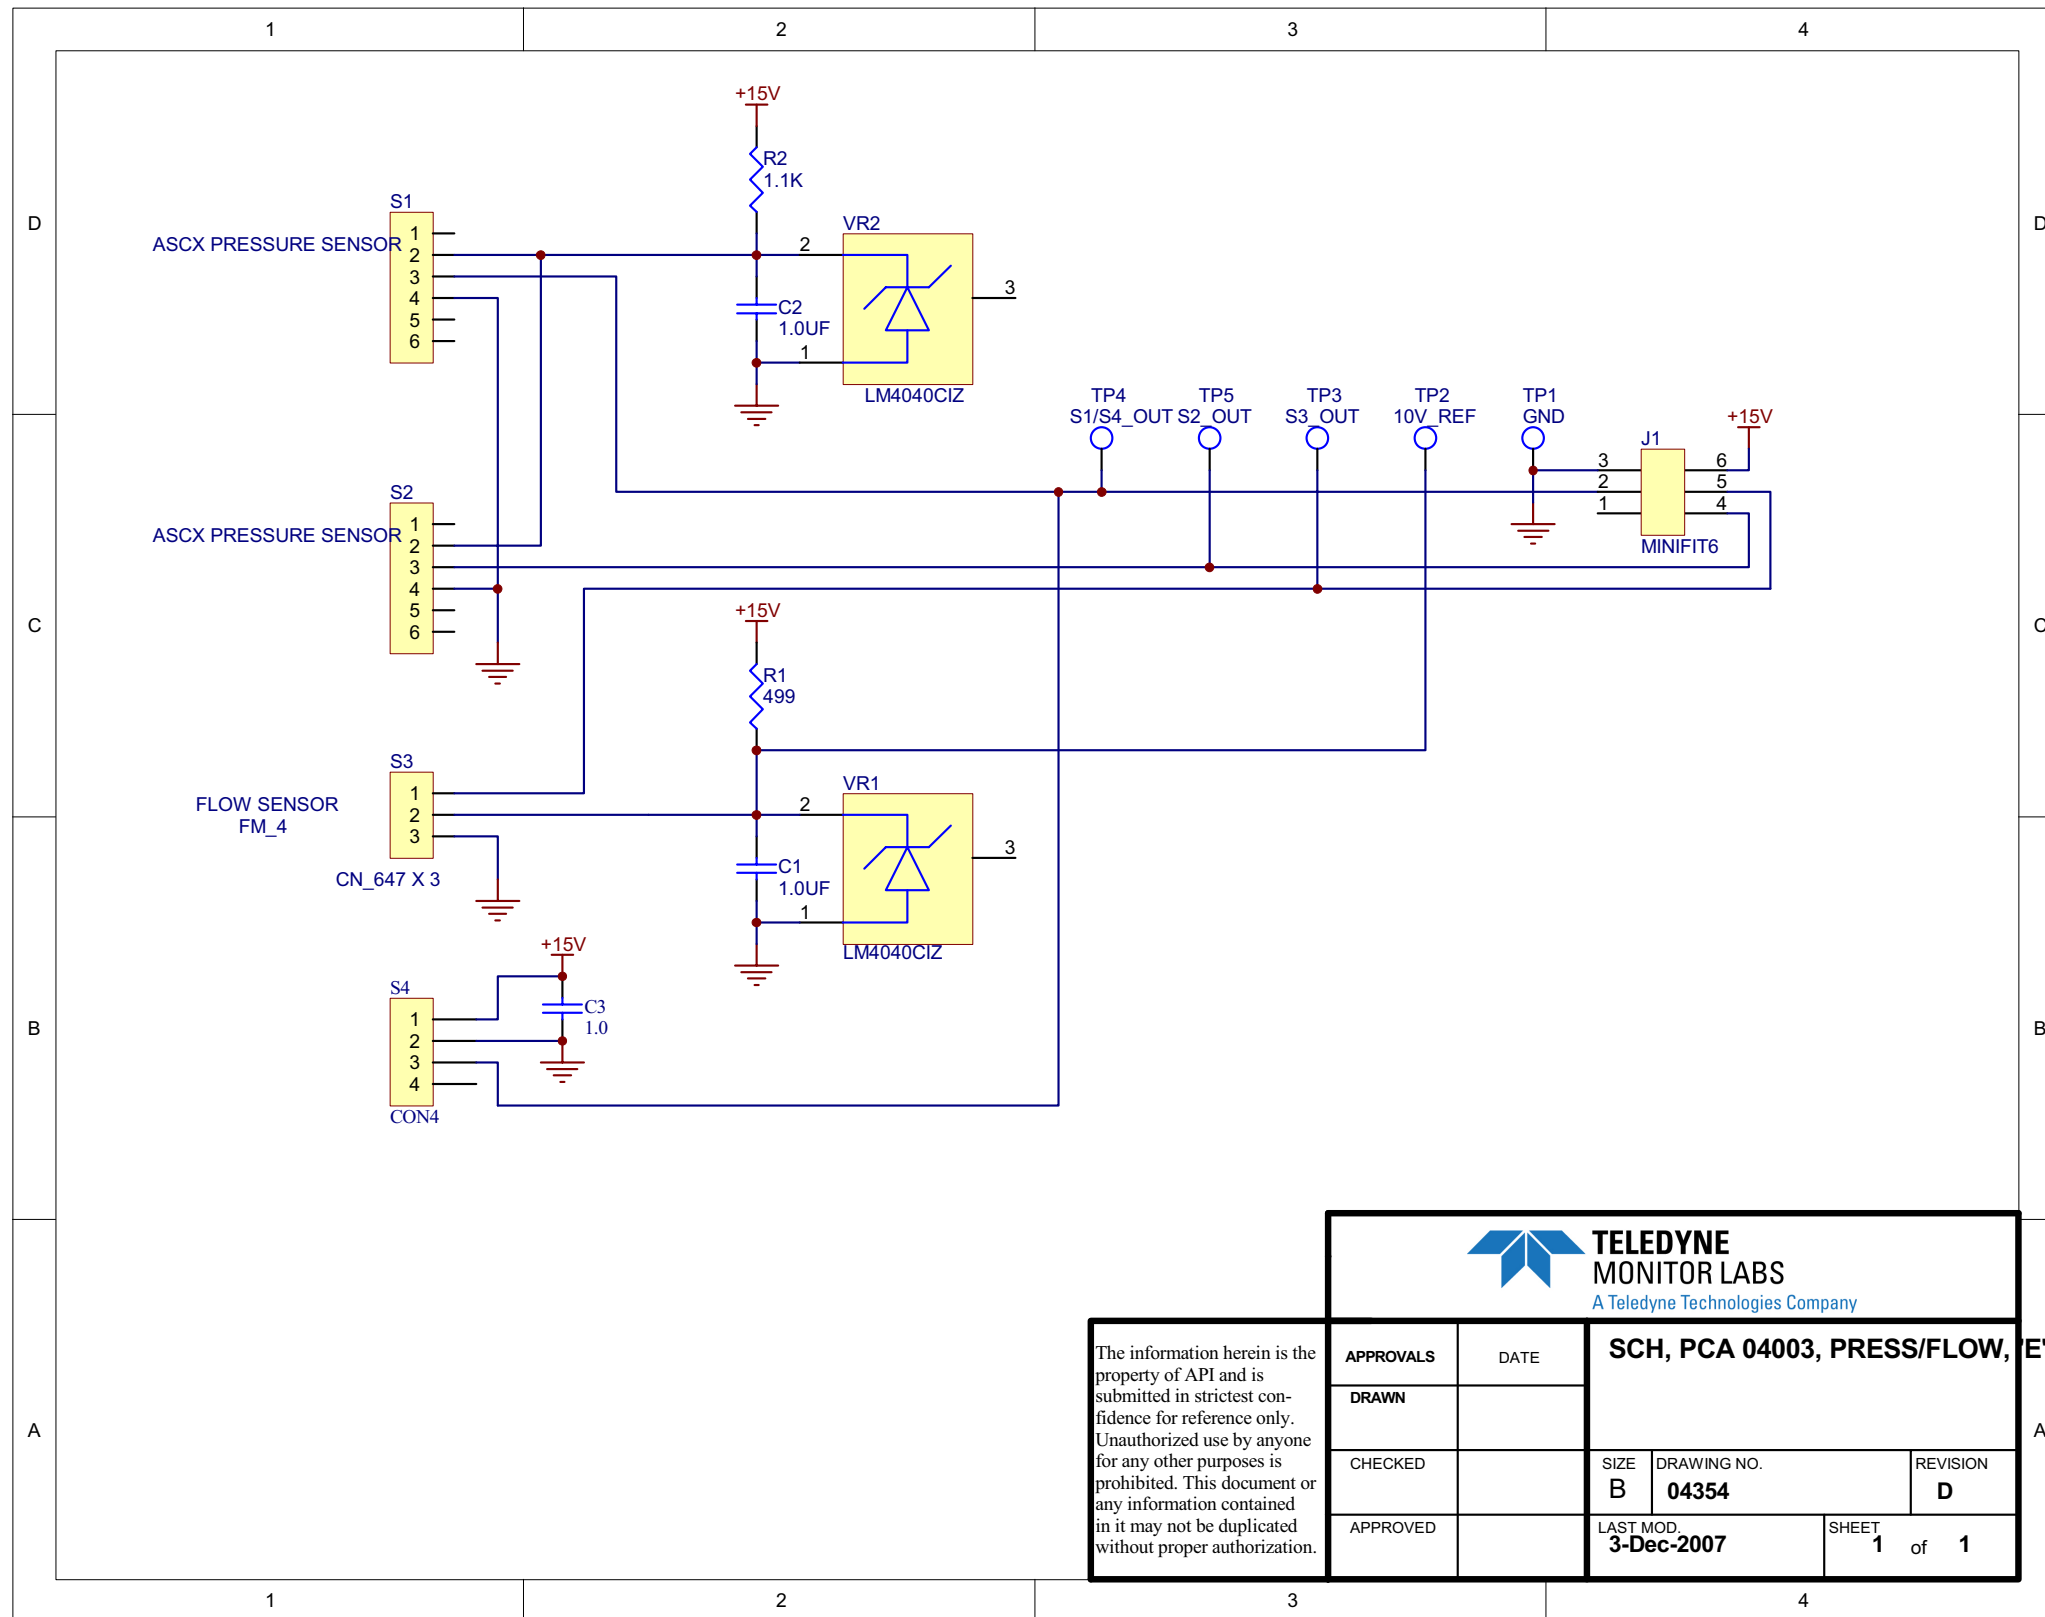 1
2
3
4
+15V
R2
1.1K
S1
D
D
VR2
1
2
3
4
5
6
ASCX PRESSURE SENSOR
2
3
C2
1.0UF
1
LM4040CIZ
TP4
S1/S4_OUT
TP5
S2_OUT
TP3
S3_OUT
TP2
10V_REF
TP1
GND
+15V
J1
3
2
1
6
5
4
MINIFIT6
S2
ASCX PRESSURE SENSOR
1
2
3
4
5
6
C
C
+15V
R1
499
S3
FLOW SENSOR
FM_4
1
2
3
CN_647 X 3
VR1
2
3
C1
1.0UF
1
LM4040CIZ
+15V
S4
C3
1.0
1
2
3
4
CON4
B
B
TELEDYNE
MONITOR LABS
A Teledyne Technologies Company
The information herein is the
property of API and is
submitted in strictest con-
fidence for reference only.
Unauthorized use by anyone
for any other purposes is
prohibited. This document or
any information contained
in it may not be duplicated
without proper authorization.
APPROVALS
DATE
DRAWN
CHECKED
APPROVED
SCH, PCA 04003, PRESS/FLOW, 'E'
SIZE
B
DRAWING NO.
04354
REVISION
D
LAST MOD.
3-Dec-2007
SHEET
1 of 1
A
A
1
2
3
4